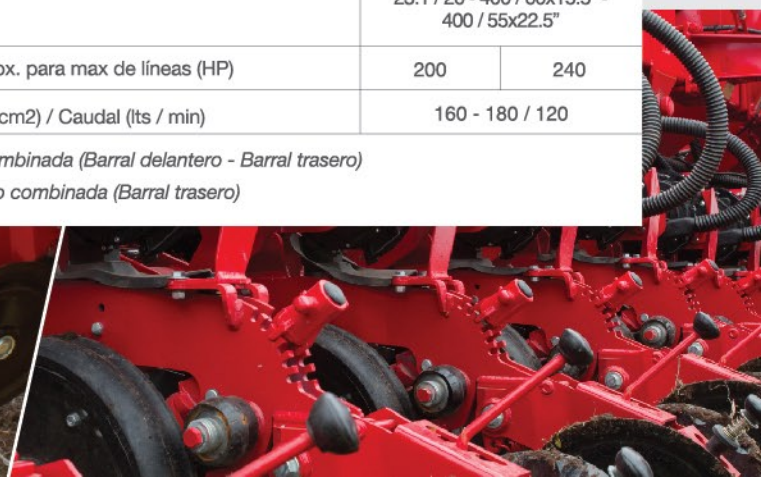 400 / 55x22.5”
ox. para max de líneas (HP)
200
240
cm2) / Caudal (lts / min)
160 - 180 / 120
mbinada (Barral delantero - Barral trasero)
o combinada (Barral trasero)